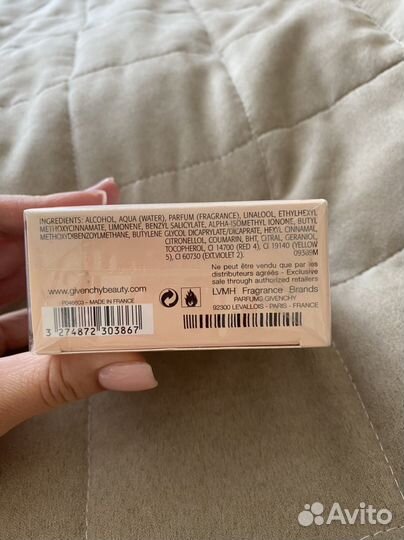 INGREDIENTS: ALCOHOL, AQUA (WATER), PARFUM (FRAGRANCE), LINALOOL, ETHYLHEXYL
METHOXYCINNAMATE, LIMONENE, BENZYL SALICYLATE, ALPHA-ISOMETHYL IONONE, BUTYL
METHOXYDIBENZOYLMETHANE, BUTYLENE GLYCOL DICAPRYLATE/DICAPRATE, HEXYL CINNAMAL,
CITRONELLOL, COUMARIN, BHT, CITRAL, GERANIOL,
TOCOPHEROL, CI 14700 (RED 4), CI 19140 (YELLOW
5), CI 60730 (EXT.VIOLET 2).
Ne peut être vendu que par les
distributeurs agréés - Exclusive
sale through authorized retailers
www.givenchybeauty.com
LVMH Fragrance Brands
P046603 – MADE IN FRANCE
PARFUMS GIVENCHY
92300 LEVALLOIS - PARIS - FRANCE
3 274872 303867
Avito